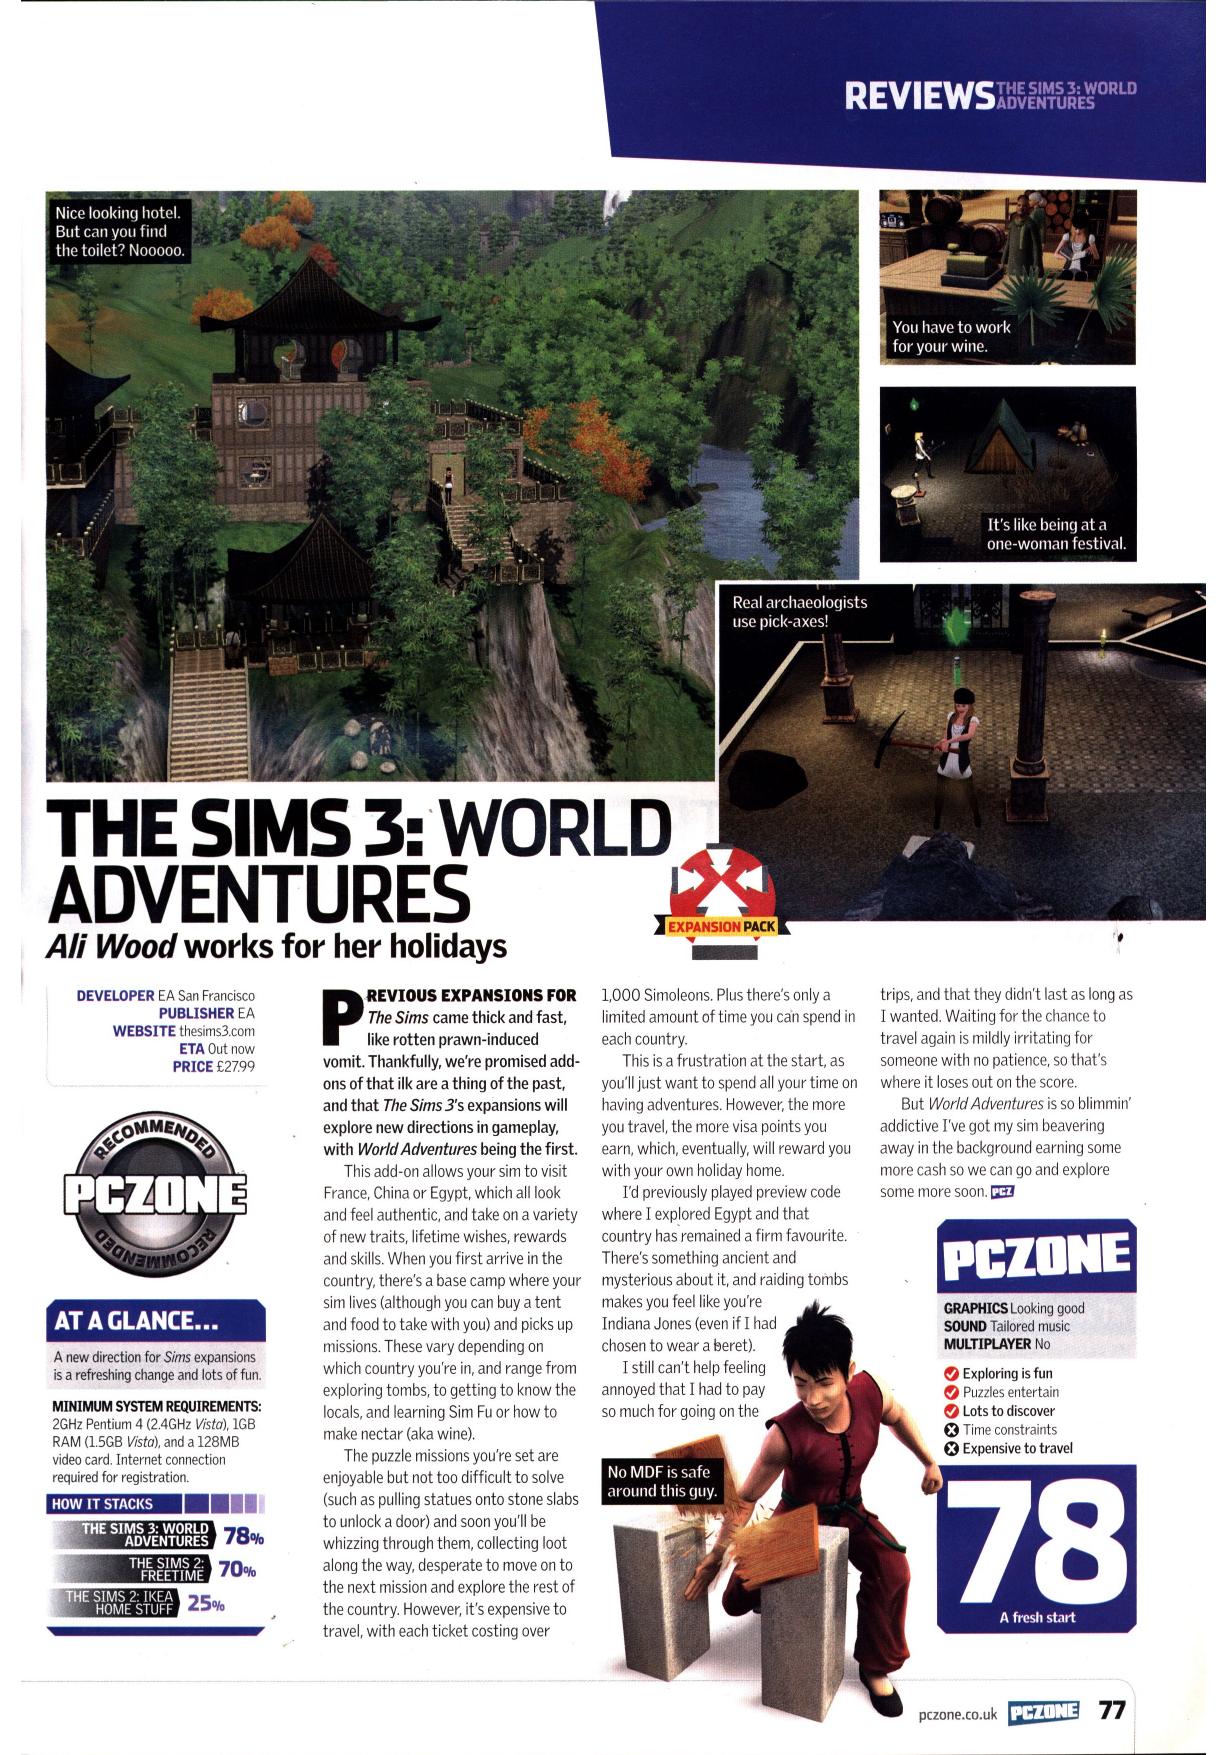 REVIEWS THE SIMS 3: WORLD
ADVENTURES
Nice looking hotel.
But can you find
the toilet? Nooooo.
You have to work
for your wine.
It's like being at a
one-woman festival.
Real archaeologists
use pick-axes!
THE SIMS 3: WORLD
ADVENTURES
Ali Wood works for her holidays
EXPANSION PACK
DEVELOPER EA San Francisco
PUBLISHER EA
WEBSITE thesims3.com
ETA Out now
PRICE £27.99
RECOMMENDED
PCZONE
RECOMMENDED
AT A GLANCE...
A new direction for Sims expansions
is a refreshing change and lots of fun.
MINIMUM SYSTEM REQUIREMENTS:
2GHz Pentium 4 (2.4GHz Vista), 1GB
RAM (1.5GB Vista), and a 128MB
video card. Internet connection
required for registration.
HOW IT STACKS
THE SIMS 3: WORLD
ADVENTURES 78%
THE SIMS 2:
FREETIME 70%
THE SIMS 2: IKEA
HOME STUFF 25%
PREVIOUS EXPANSIONS FOR
The Sims came thick and fast,
like rotten prawn-induced
vomit. Thankfully, we're promised add-
ons of that ilk are a thing of the past,
and that The Sims 3's expansions will
explore new directions in gameplay,
with World Adventures being the first.
This add-on allows your sim to visit
France, China or Egypt, which all look
and feel authentic, and take on a variety
of new traits, lifetime wishes, rewards
and skills. When you first arrive in the
country, there's a base camp where your
sim lives (although you can buy a tent
and food to take with you) and picks up
missions. These vary depending on
which country you're in, and range from
exploring tombs, to getting to know the
locals, and learning Sim Fu or how to
make nectar (aka wine).
The puzzle missions you're set are
enjoyable but not too difficult to solve
(such as pulling statues onto stone slabs
to unlock a door) and soon you'll be
whizzing through them, collecting loot
along the way, desperate to move on to
the next mission and explore the rest of
the country. However, it's expensive to
travel, with each ticket costing over
1,000 Simoleons. Plus there's only a
limited amount of time you can spend in
each country.
This is a frustration at the start, as
you'll just want to spend all your time on
having adventures. However, the more
you travel, the more visa points you
earn, which, eventually, will reward you
with your own holiday home.
I'd previously played preview code
where I explored Egypt and that
country has remained a firm favourite.
There's something ancient and
mysterious about it, and raiding tombs
makes you feel like you're
Indiana Jones (even if I had
chosen to wear a beret).
I still can't help feeling
annoyed that I had to pay
so much for going on the
trips, and that they didn't last as long as
I wanted. Waiting for the chance to
travel again is mildly irritating for
someone with no patience, so that's
where it loses out on the score.
But World Adventures is so blimmin'
addictive I've got my sim beavering
away in the background earning some
more cash so we can go and explore
some more soon. PCZ
No MDF is safe
around this guy.
PCZONE
GRAPHICS Looking good
SOUND Tailored music
MULTIPLAYER No
Exploring is fun
Puzzles entertain
Lots to discover
Time constraints
Expensive to travel
78
A fresh start
pczone.co.uk PCZONE 77